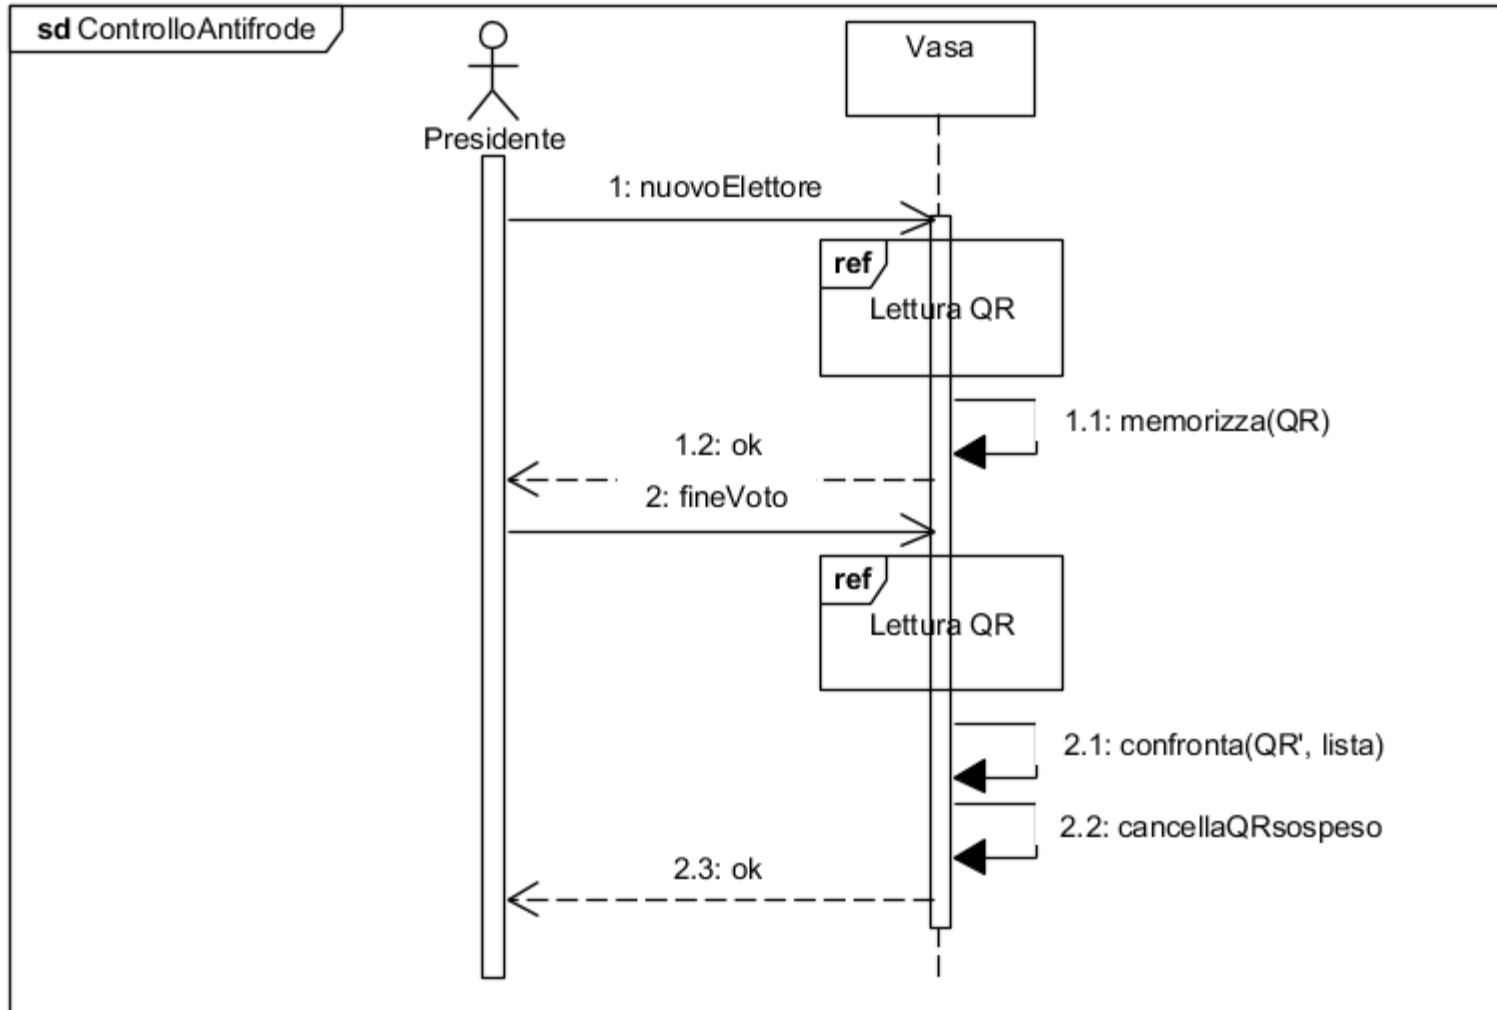 sd ControlloAntifrode
Vasa
Presidente
1: nuovoElettore
ref
Lettura QR
1.1: memorizza(QR)
1.2: ok
2: fineVoto
ref
Lettura QR
2.1: confronta(QR', lista)
2.2: cancellaQRsospeso
2.3: ok